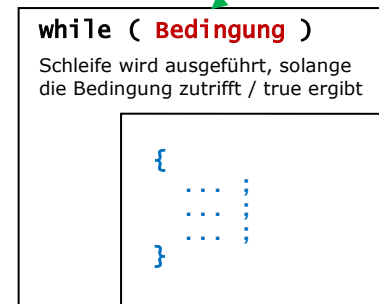 while ( Bedingung )
Schleife wird ausgeführt, solange
die Bedingung zutrifft / true ergibt
{
... ;
... ;
... ;
}